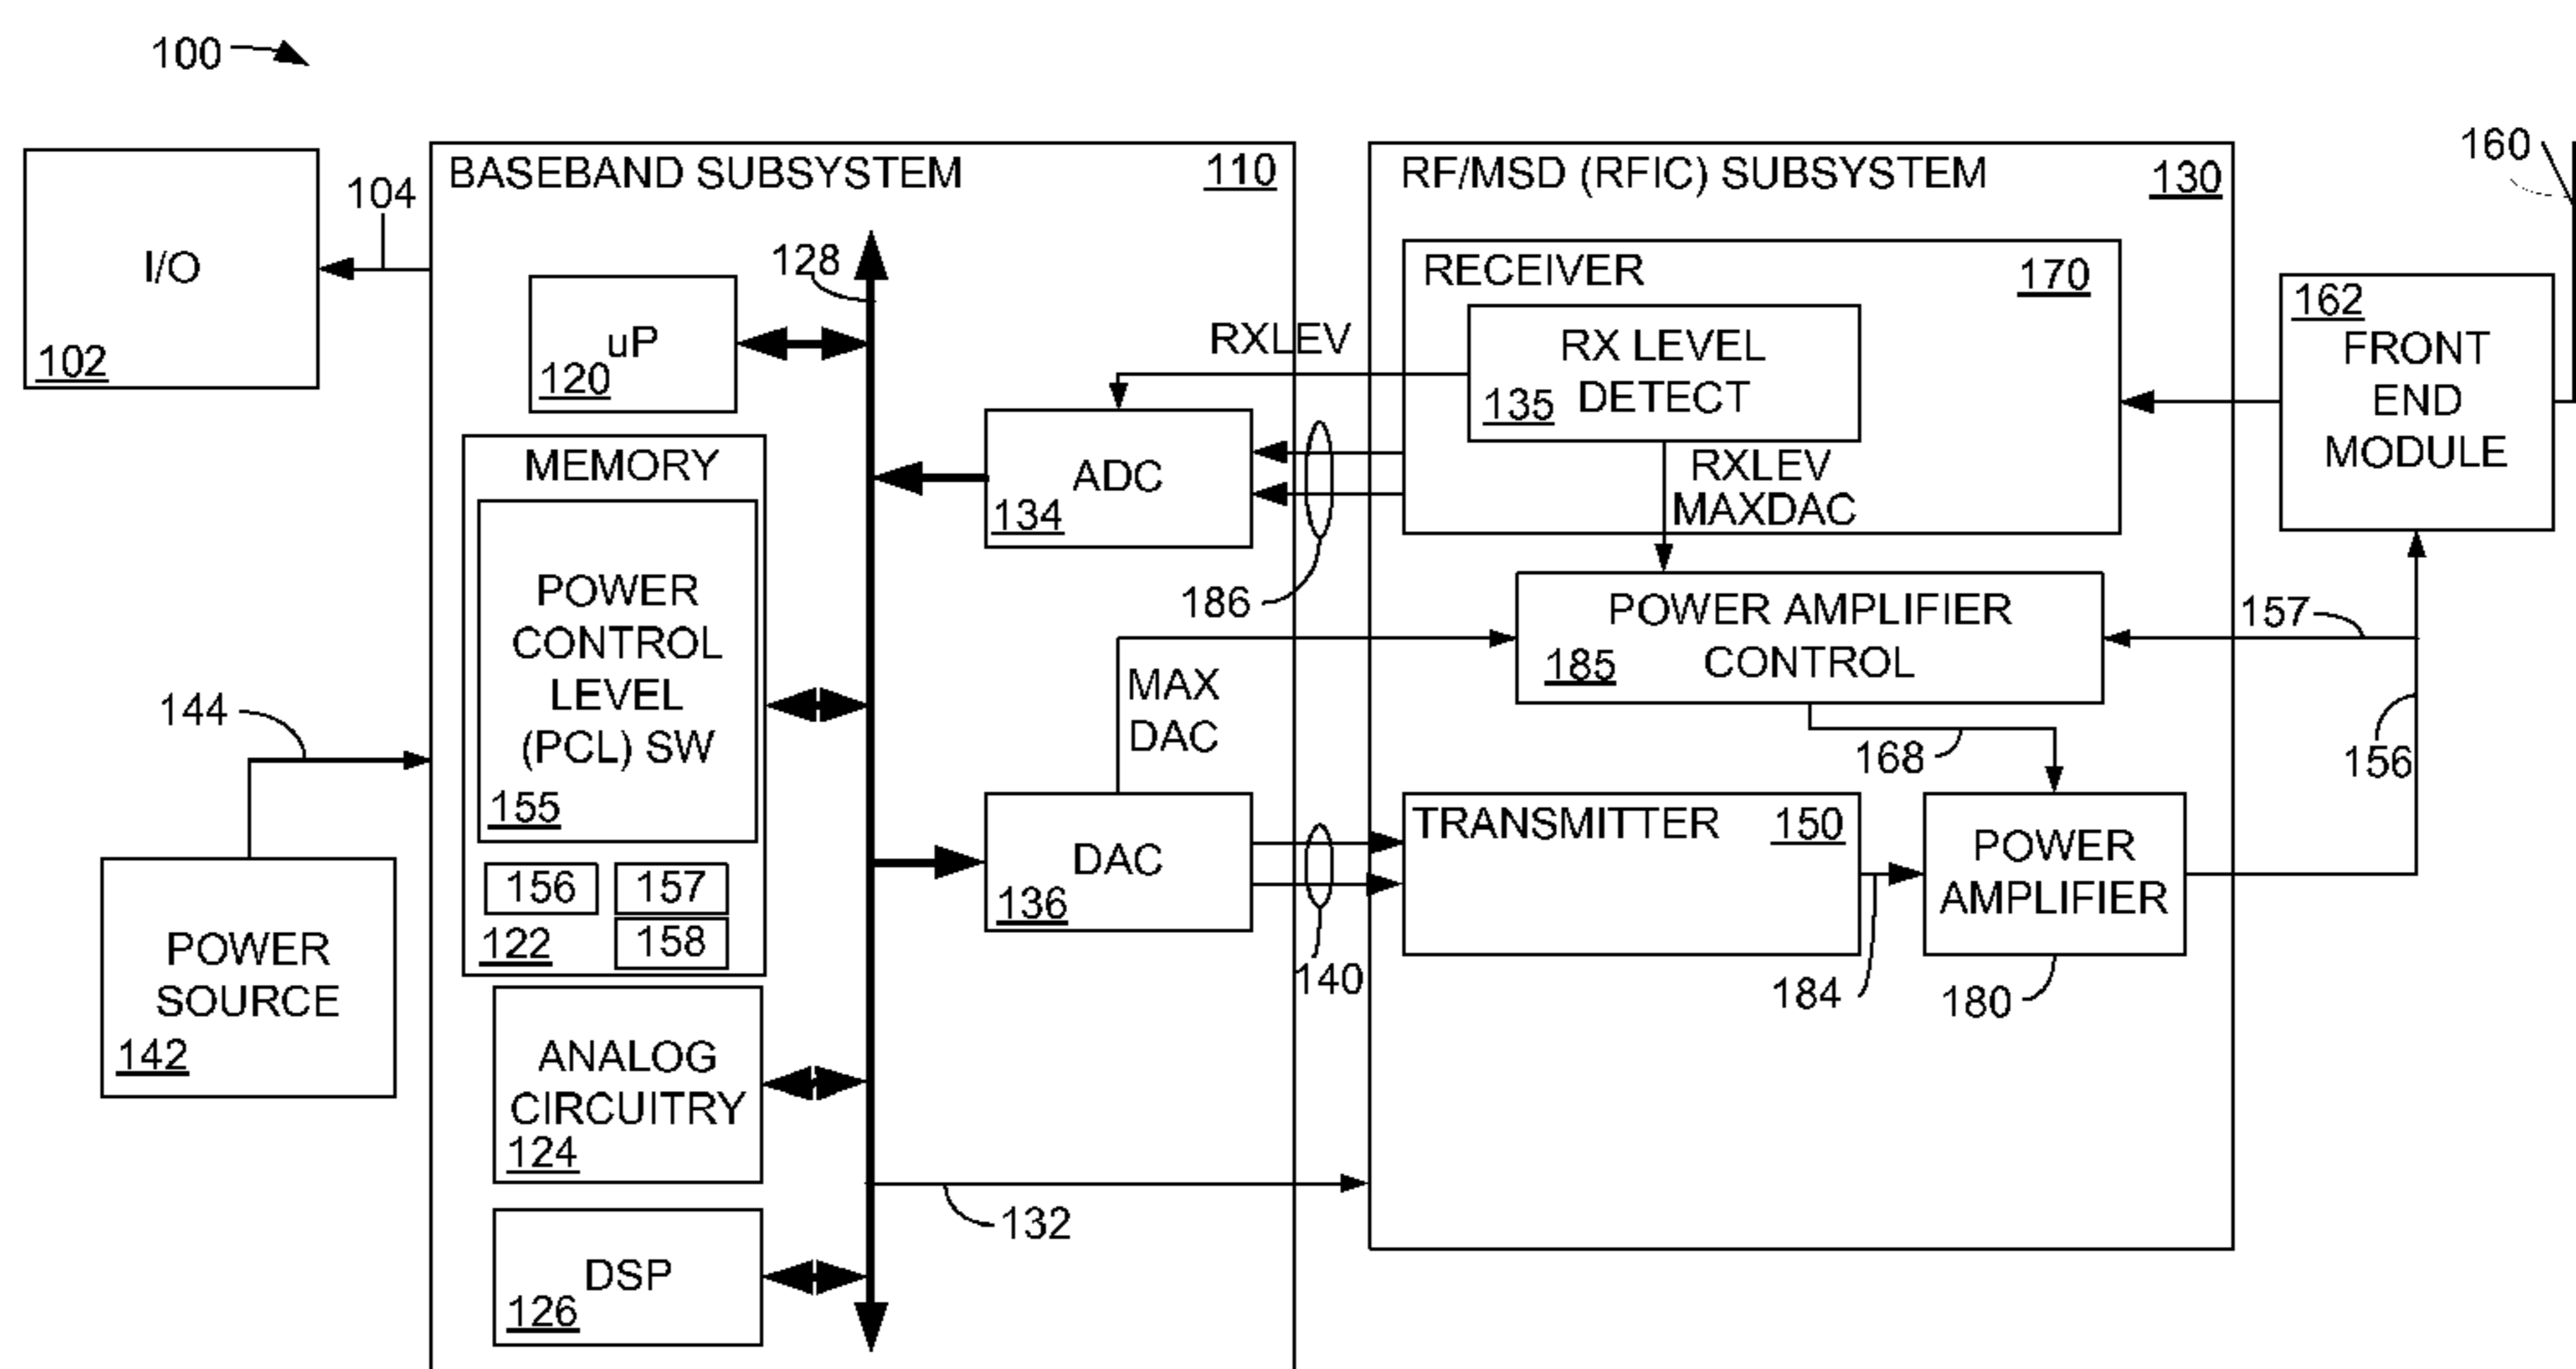 100
I/O
102
104
BASEBAND SUBSYSTEM
110
128
uP
120
MEMORY
POWER
CONTROL
LEVEL
(PCL) SW
155
156
157
158
122
ANALOG
CIRCUITRY
124
DSP
126
144
POWER
SOURCE
142
RXLEV
ADC
134
186
MAX
DAC
DAC
136
140
132
RF/MSD (RFIC) SUBSYSTEM
130
RECEIVER
170
RX LEVEL
DETECT
135
RXLEV
MAXDAC
POWER AMPLIFIER
CONTROL
185
168
TRANSMITTER
150
184
POWER
AMPLIFIER
180
160
162
FRONT
END
MODULE
157
156